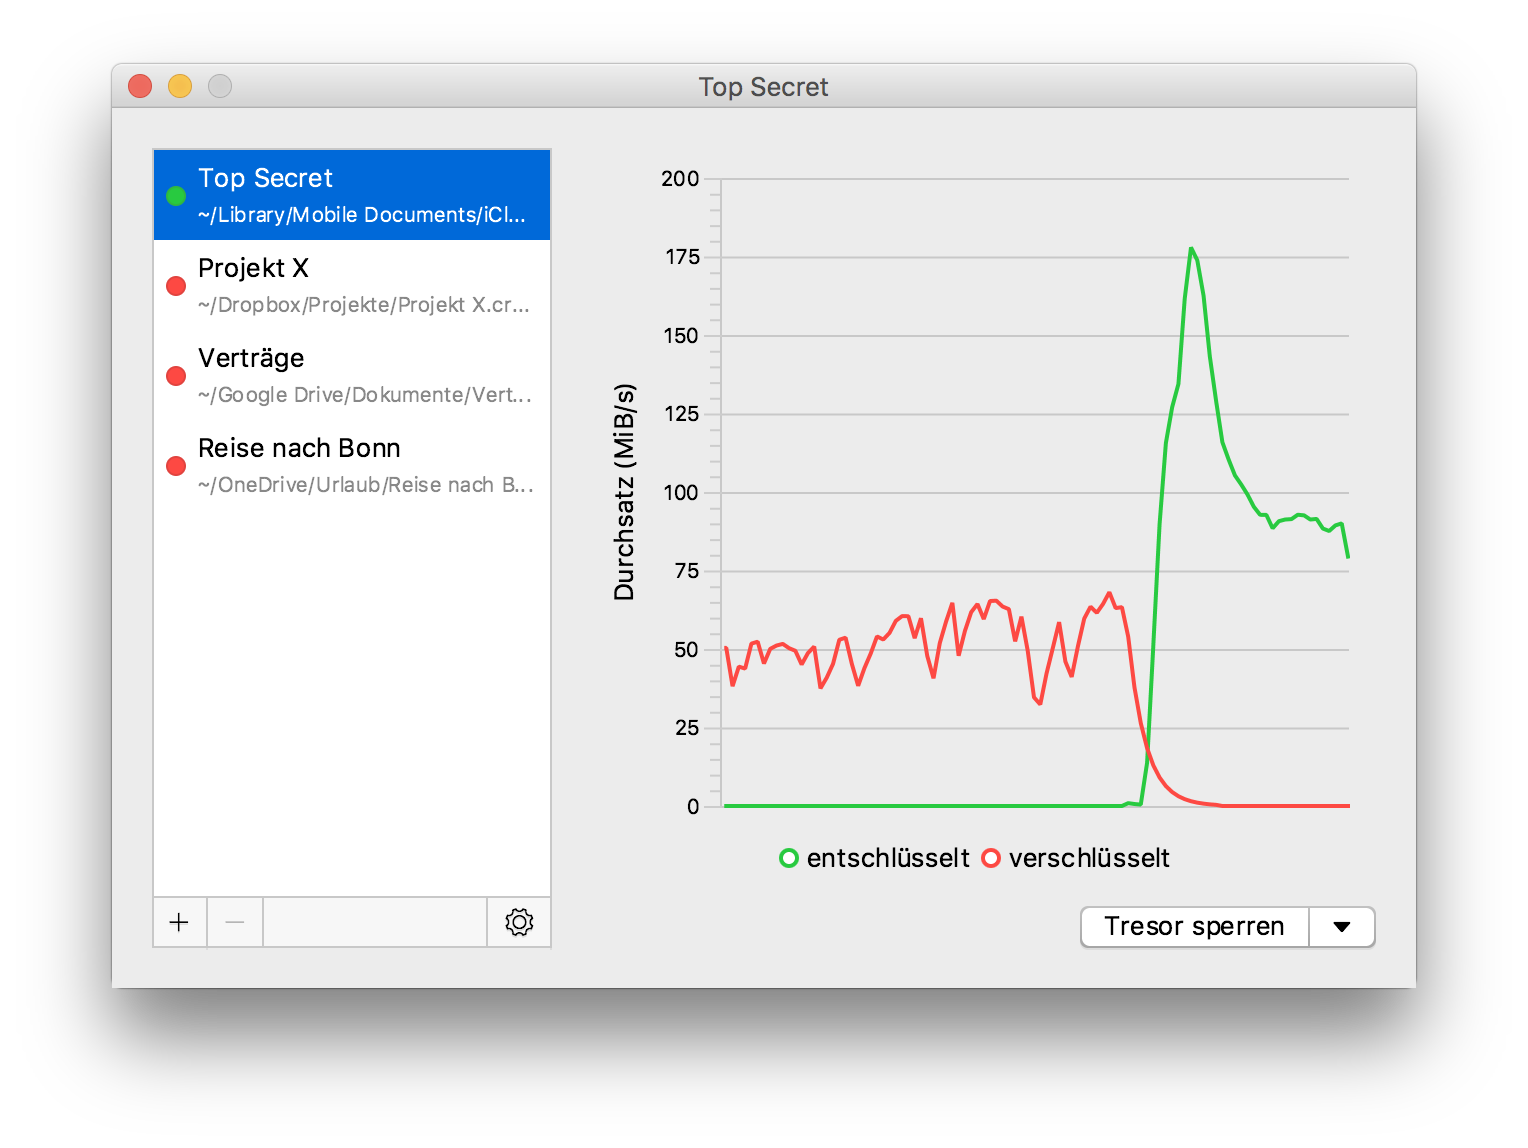 Top Secret
Top Secret
~/Library/Mobile Documents/iCl...
Projekt X
~/Dropbox/Projekte/Projekt X.cr...
Verträge
~/Google Drive/Dokumente/Vert...
Reise nach Bonn
~/OneDrive/Urlaub/Reise nach B...
Durchsatz (MiB/s)
200
175
150
125
100
75
50
25
0
entschlüsselt verschlüsselt
Tresor sperren